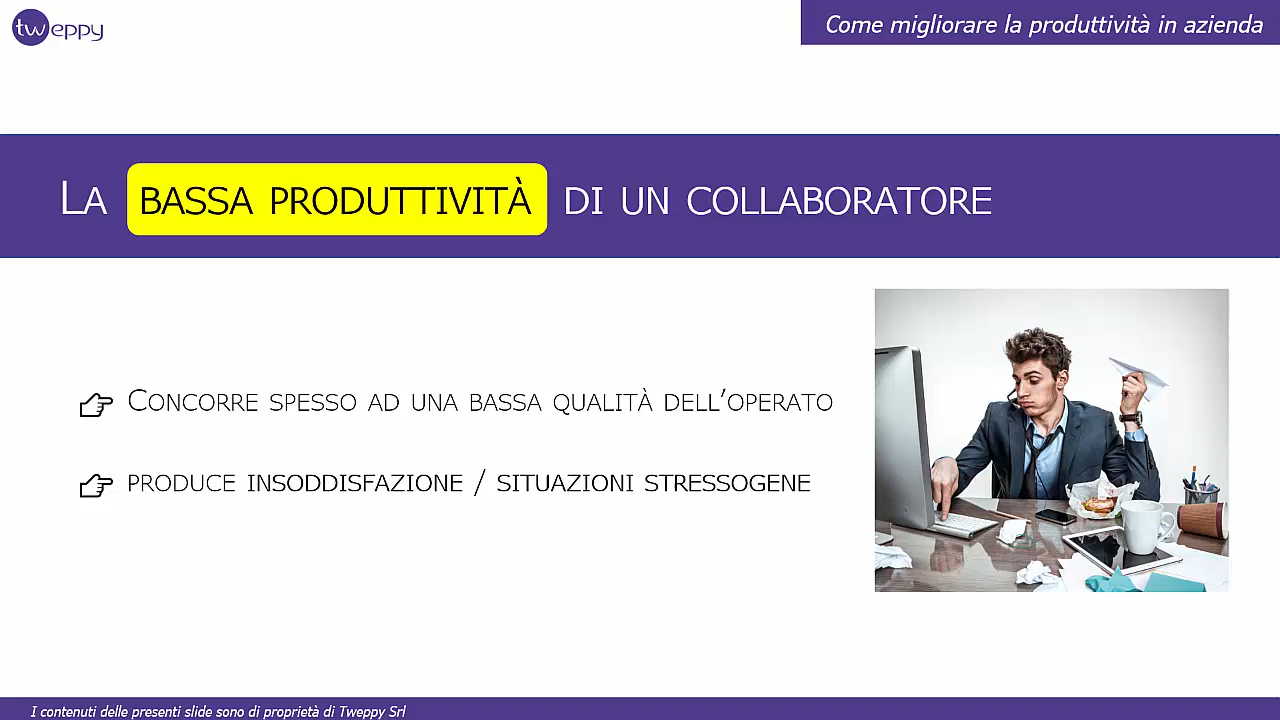 tweppy
Come migliorare la produttività in azienda
La BASSA PRODUTTIVITÀ DI UN COLLABORATORE
CONCORRE SPESSO AD UNA BASSA QUALITÀ DELL'OPERATO
PRODUCE INSODDISFAZIONE / SITUAZIONI STRESSOGENE
I contenuti delle presenti slide sono di proprietà di Tweppy Srl